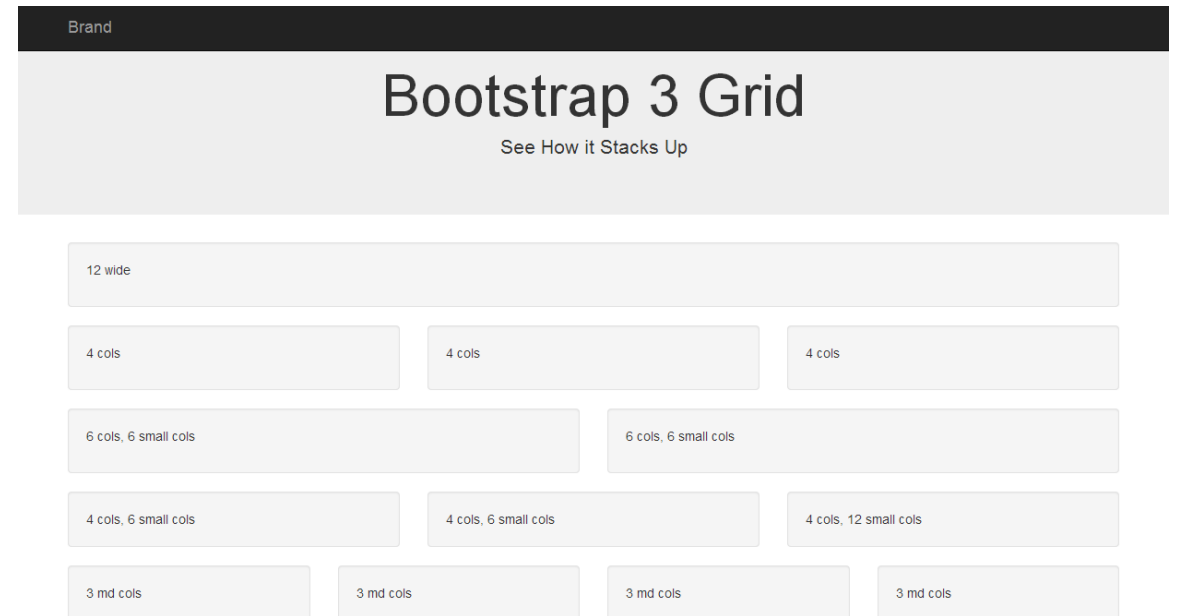 Brand
Bootstrap 3 Grid
See How it Stacks Up
12 wide
4 cols
4 cols
4 cols
6 cols, 6 small cols
6 cols, 6 small cols
4 cols, 6 small cols
4 cols, 6 small cols
4 cols, 12 small cols
3 md cols
3 md cols
3 md cols
3 md cols